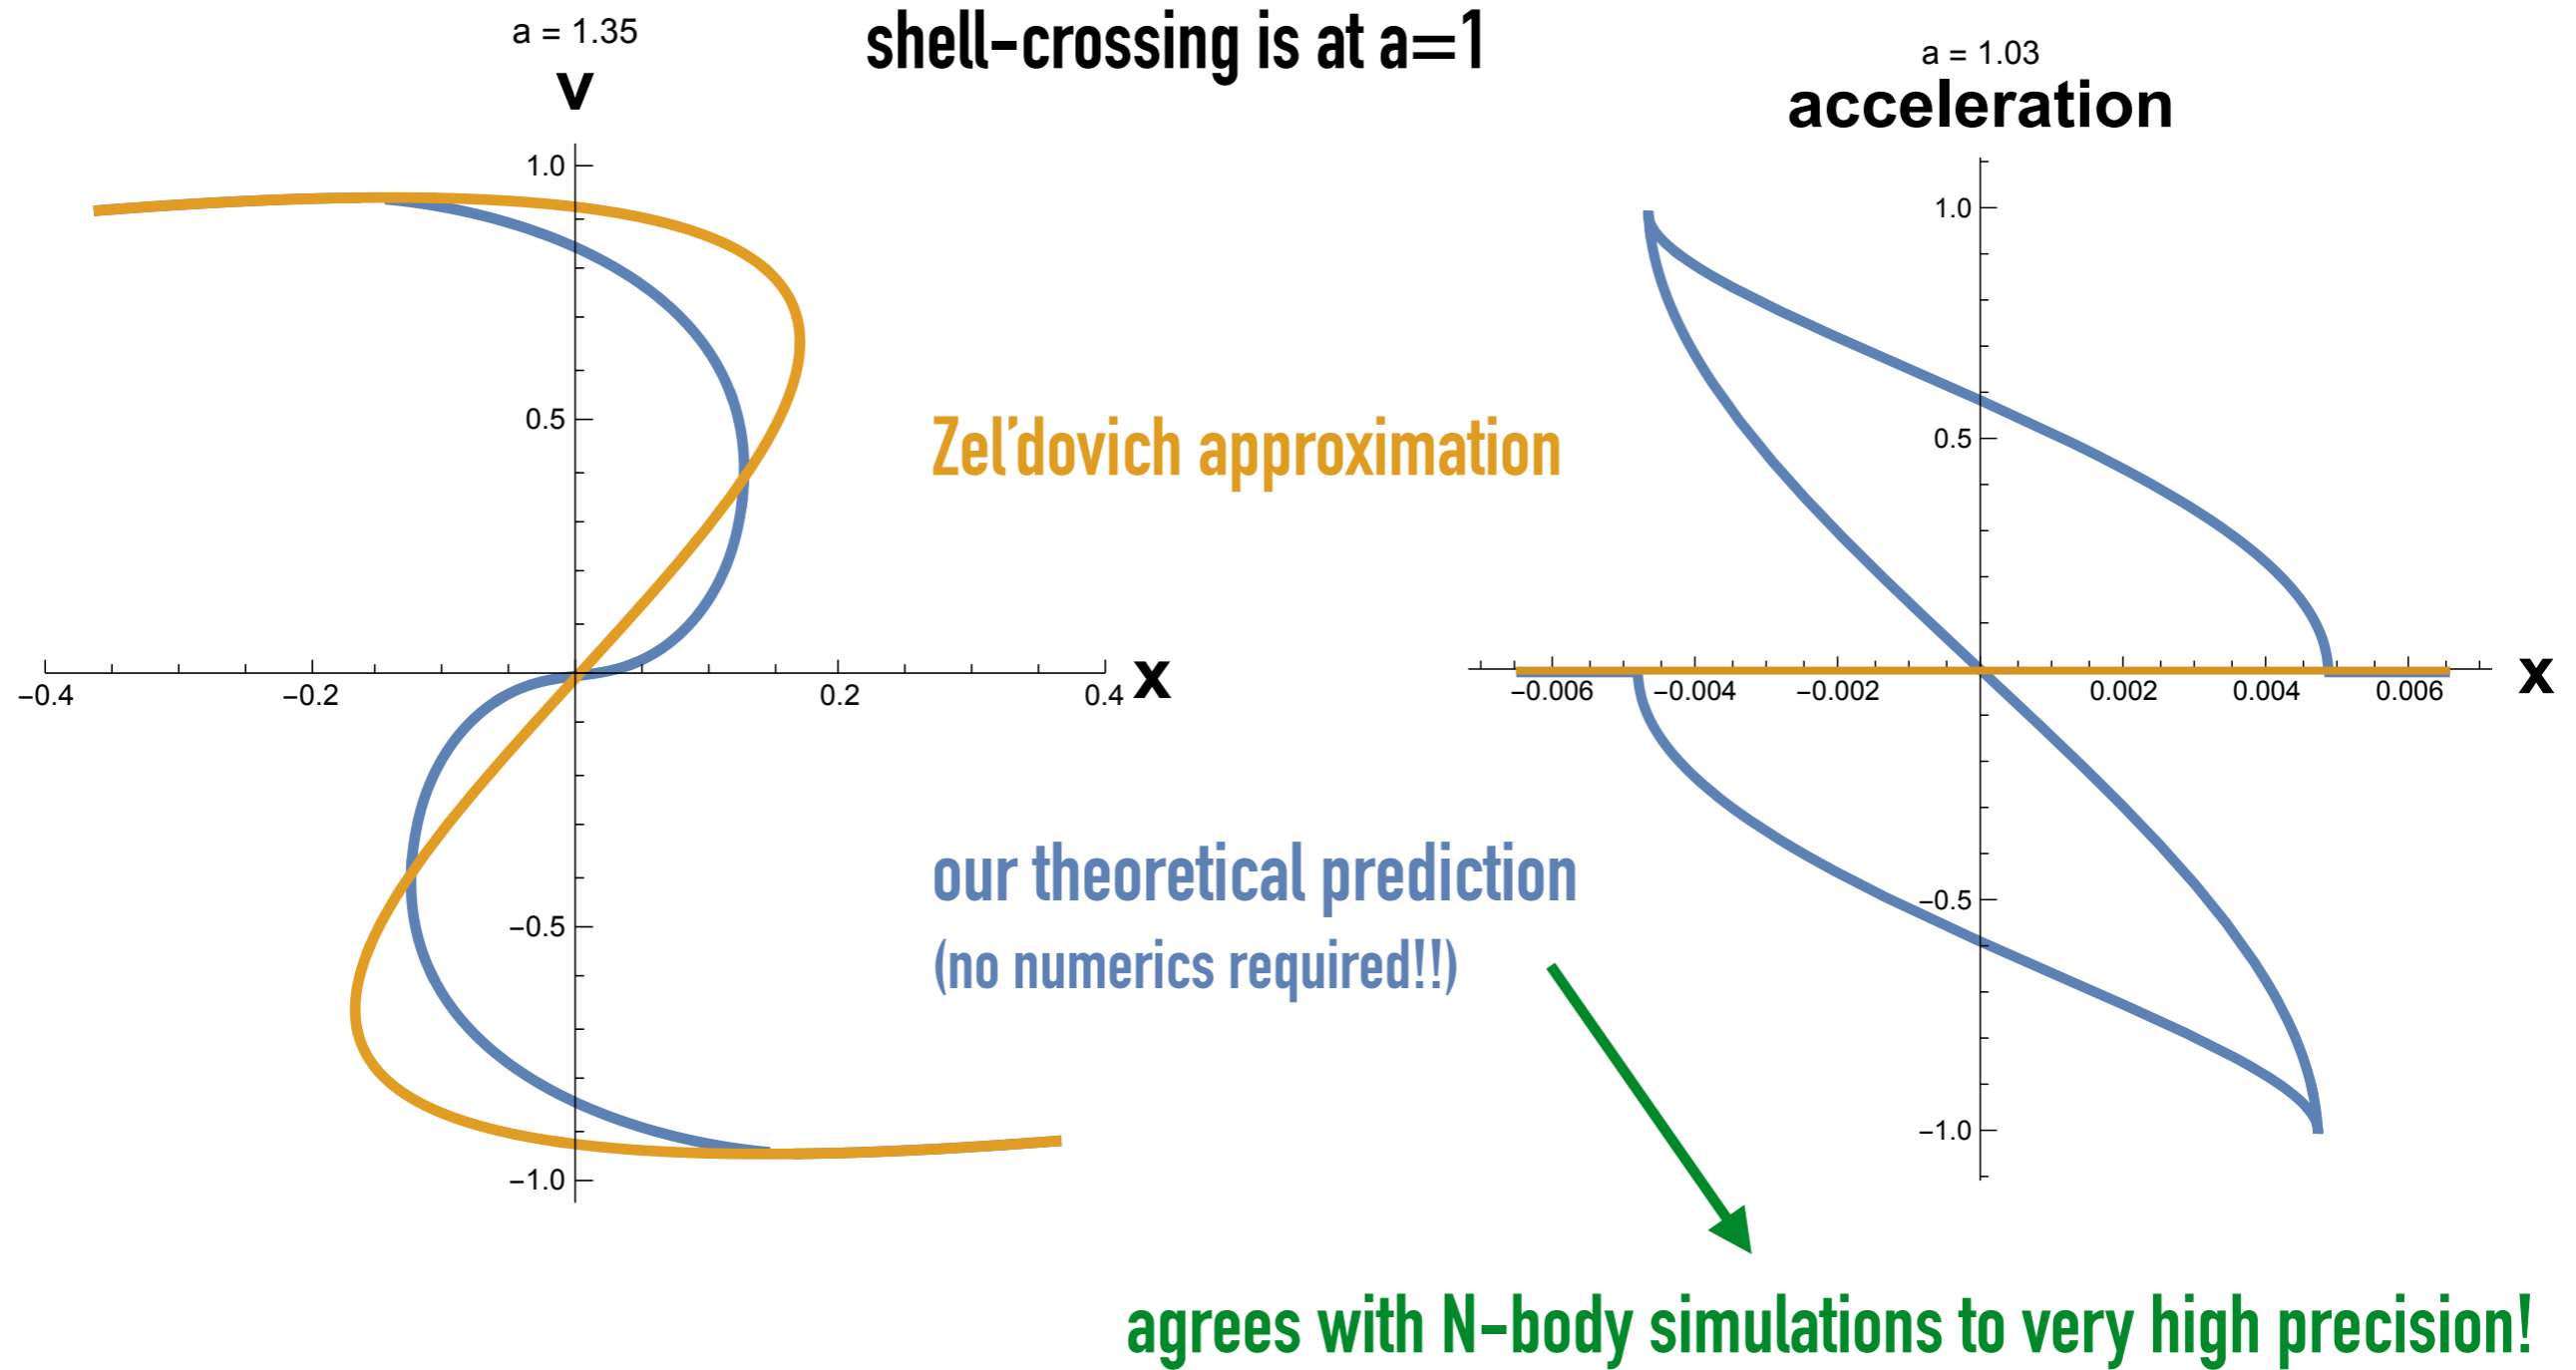 shell-crossing is at a=1
a = 1.35
v
1.0
0.5
−0.4
−0.2
0.2
0.4
x
−0.5
−1.0
Zel'dovich approximation
our theoretical prediction
(no numerics required!!)
a = 1.03
acceleration
1.0
0.5
−0.006
−0.004
−0.002
0.002
0.004
0.006
x
−0.5
−1.0
agrees with N-body simulations to very high precision!